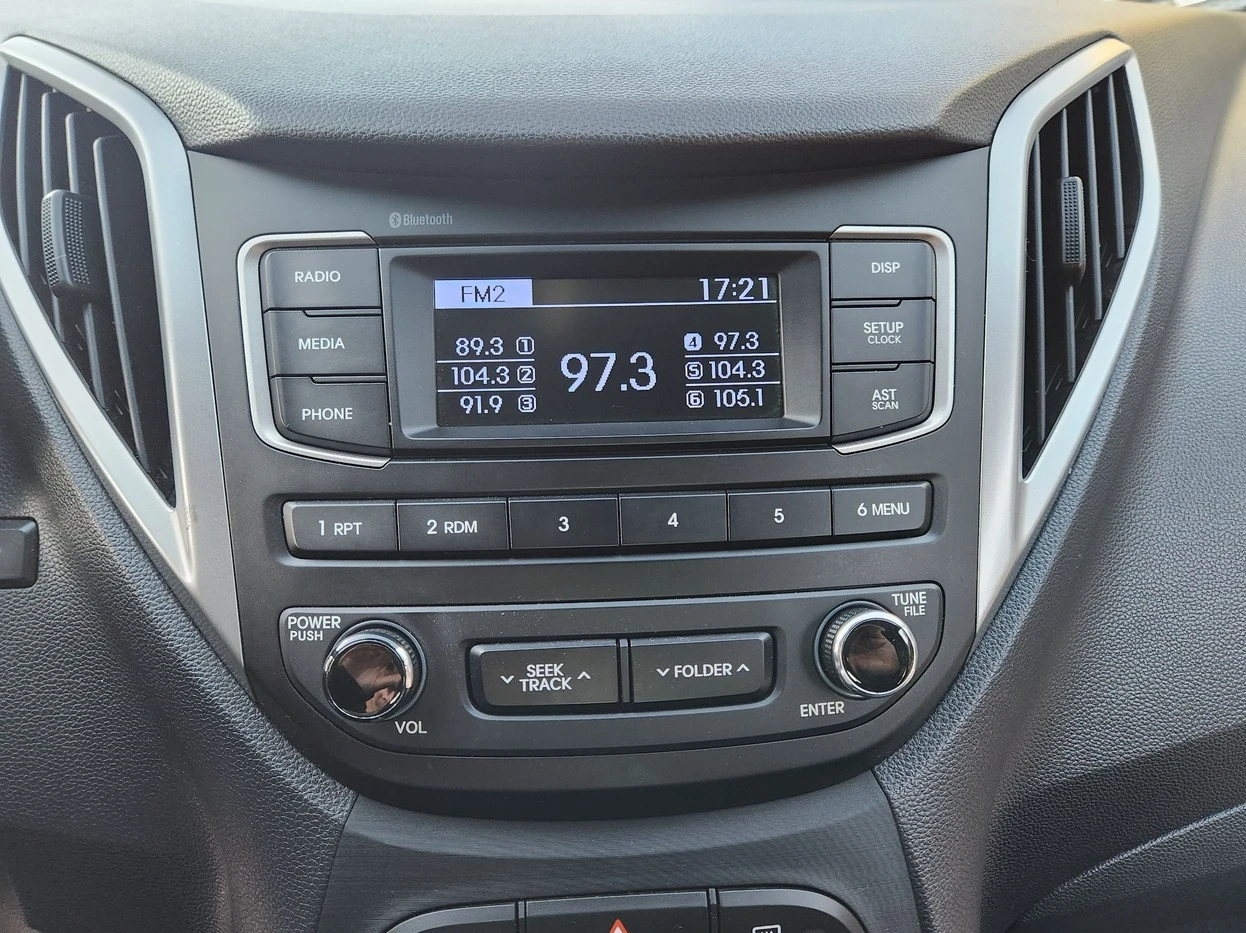 Bluetooth
RADIO
MEDIA
PHONE
FM2 17:21
89.3 1
104.3 2
91.9 3
97.3
4 97.3
5 104.3
6 105.1
DISP
SETUP
CLOCK
AST
SCAN
1 RPT
2 RDM
3
4
5
6 MENU
POWER
PUSH
VOL
SEEK
TRACK
FOLDER
TUNE
FILE
ENTER